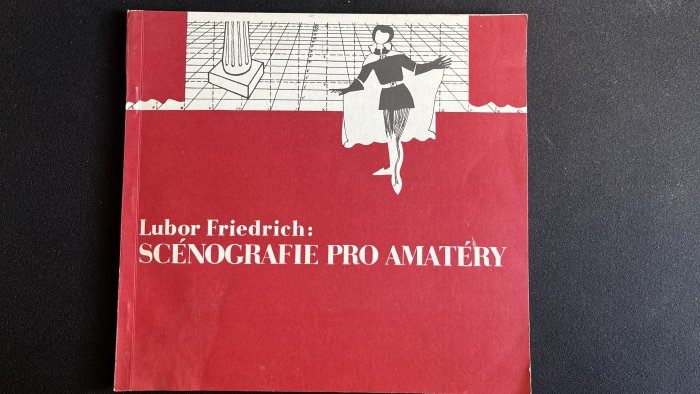 Lubor Friedrich:
SCÉNOGRAFIE PRO AMATÉRY